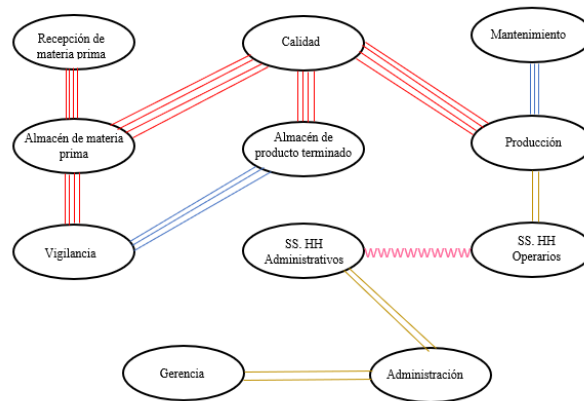 Recepción de
materia prima
Calidad
Mantenimiento
Almacén de materia
prima
Almacén de
producto terminado
Producción
Vigilancia
SS. HH
Administrativos
SS. HH
Operarios
Gerencia
Administración